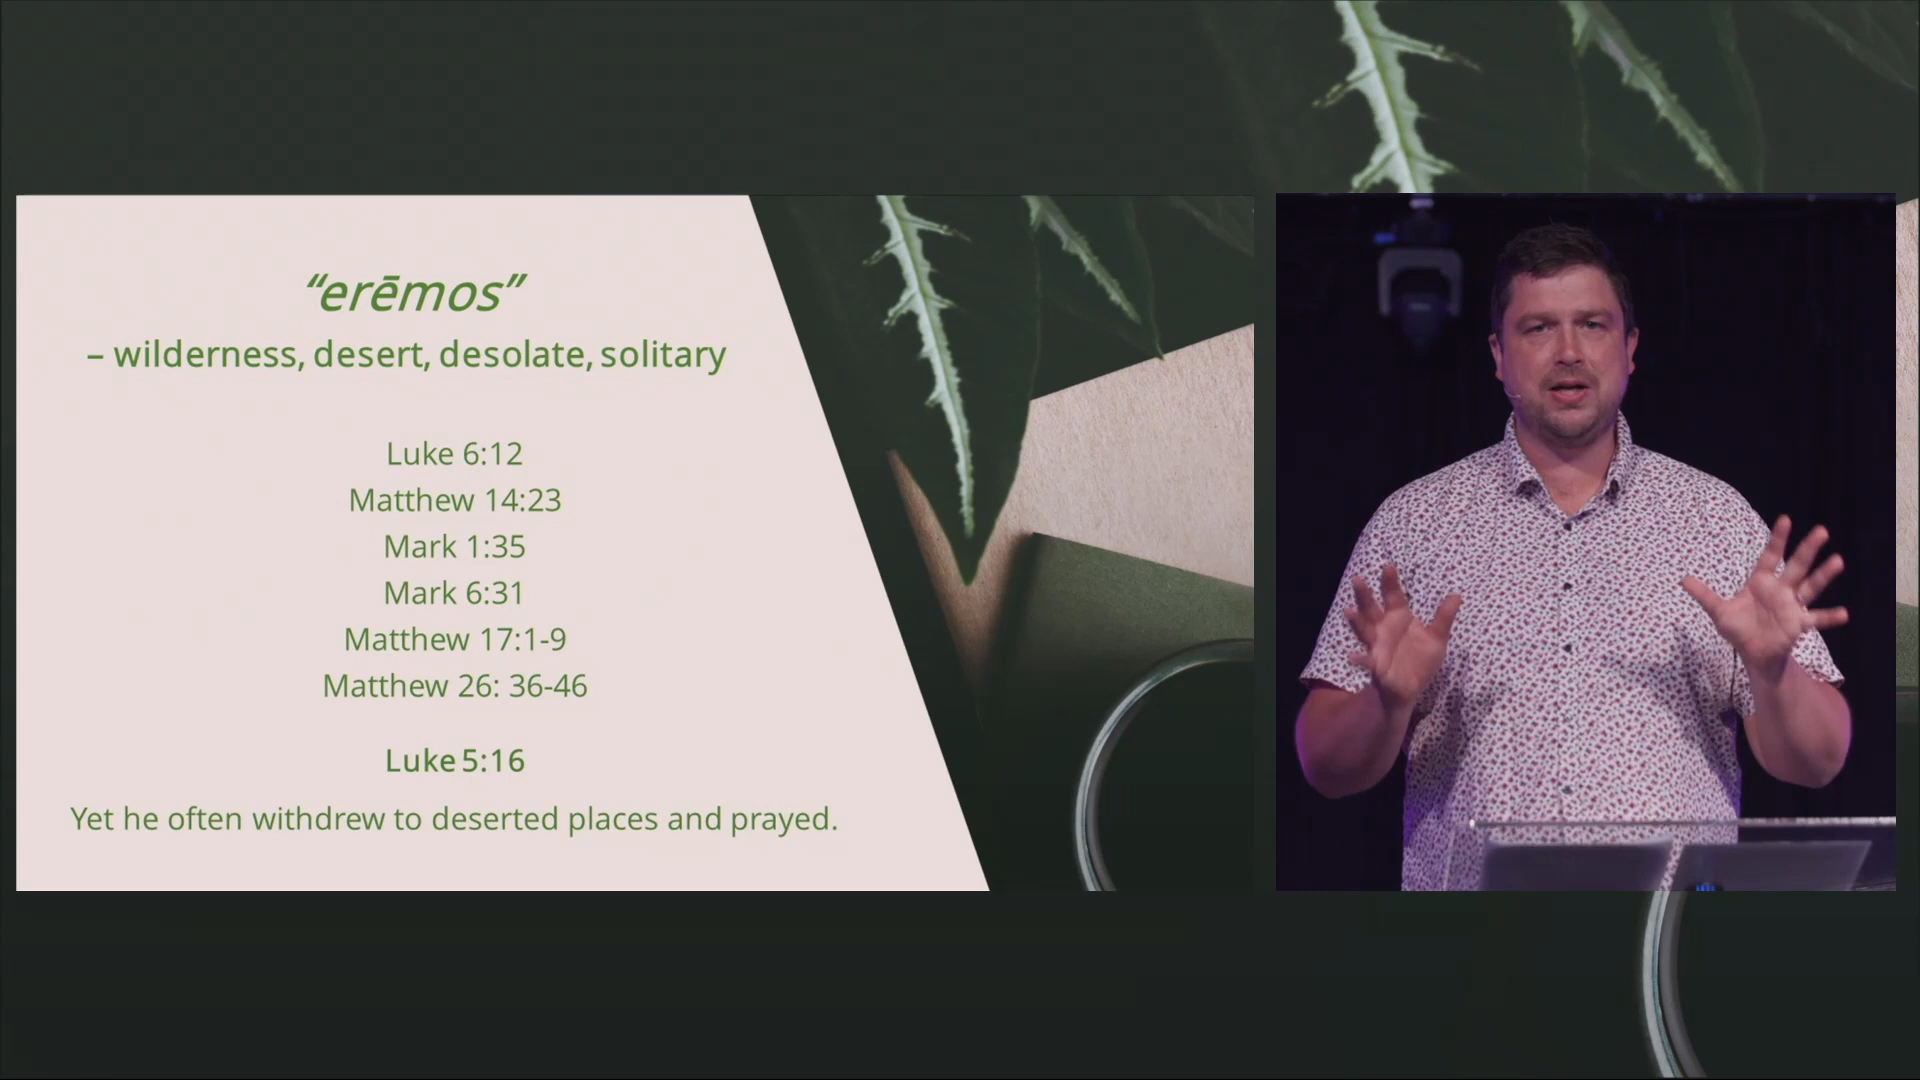 “erēmos”
– wilderness, desert, desolate, solitary
Luke 6:12
Matthew 14:23
Mark 1:35
Mark 6:31
Matthew 17:1-9
Matthew 26: 36-46
Luke 5:16
Yet he often withdrew to deserted places and prayed.